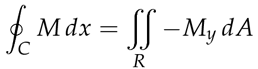 ∮_C M dx = ∬_R −M_y dA